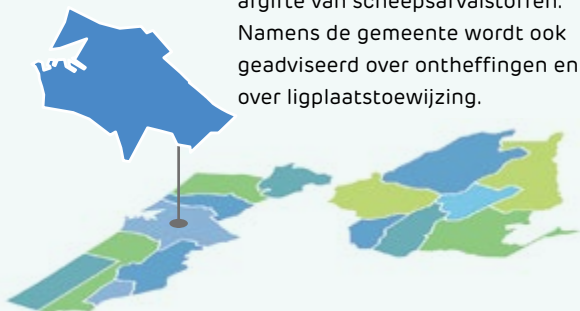 afgifte van scheepsafvalstoffen.
Namens de gemeente wordt ook
geadviseerd over ontheffingen en
over ligplaatstoewijzing.